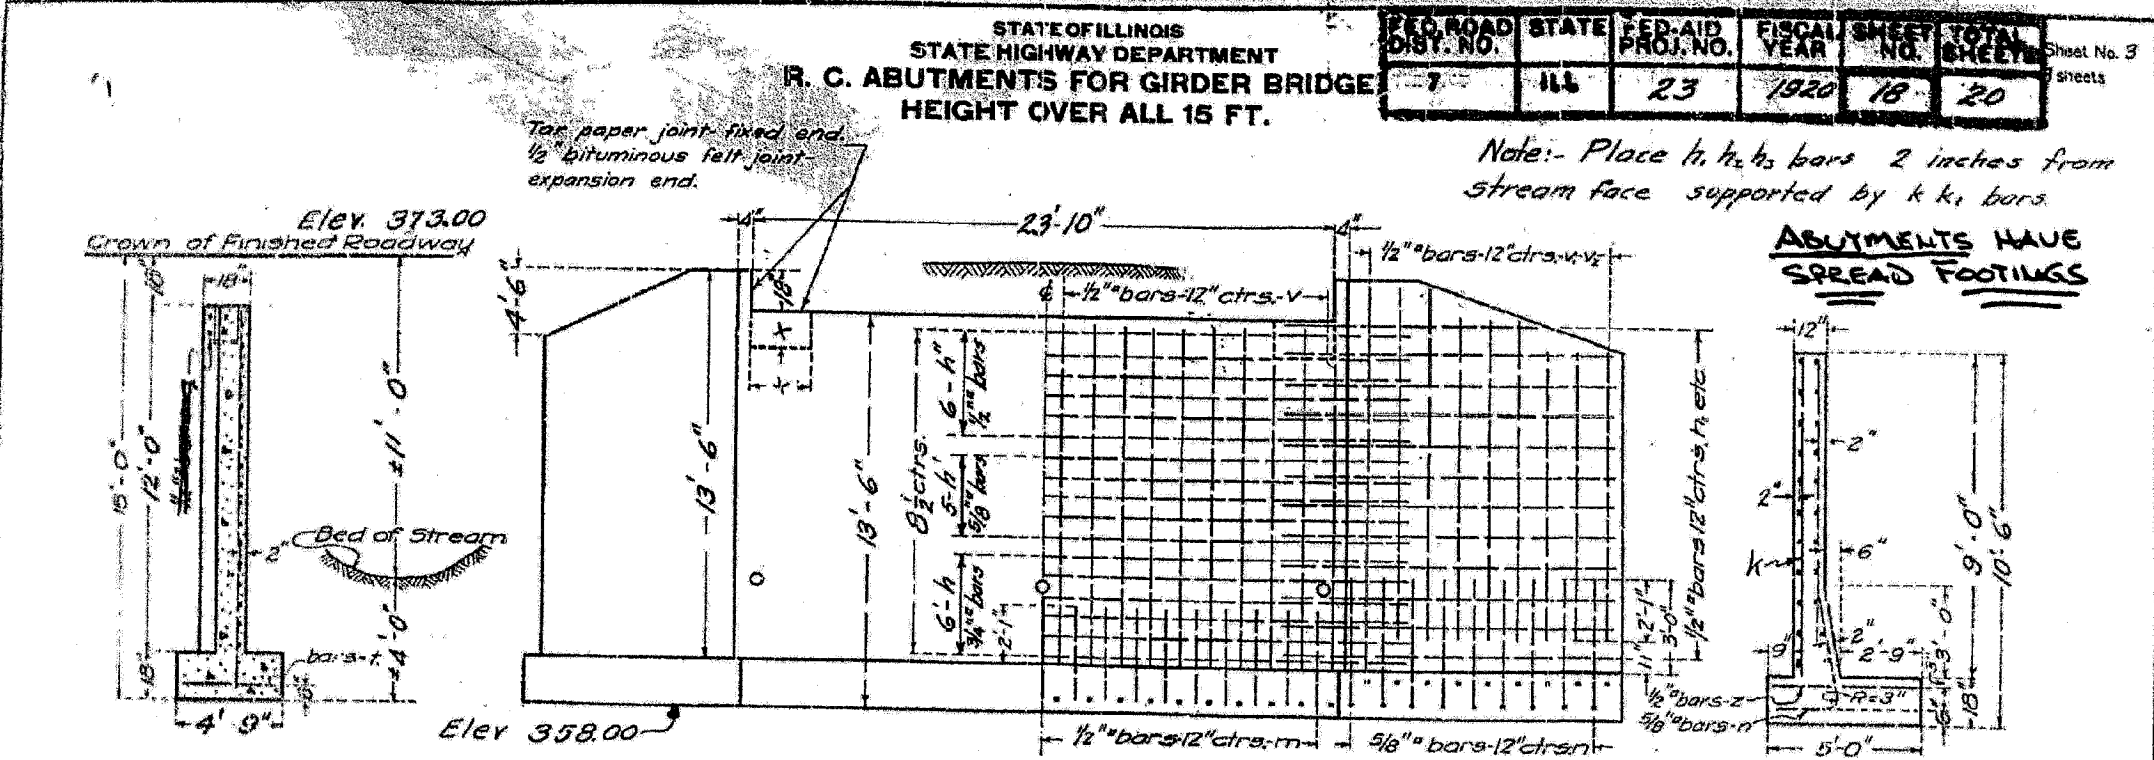 STATE OF ILLINOIS
STATE HIGHWAY DEPARTMENT
R. C. ABUTMENTS FOR GIRDER BRIDGE
HEIGHT OVER ALL 15 FT.
FED. ROAD DIST. NO. STATE FED. AID PROJ. NO. FISCAL YEAR SHEET NO. TOTAL SHEETS
7 ILL 23 1920 18 20
Sheet No. 3
sheets
Tar paper joint fixed end.
1/2" bituminous felt joint-
expansion end.
Note:- Place h, h2 h3 bars 2 inches from
stream face supported by k k1 bars.
ABUTMENTS HAVE
SPREAD FOOTINGS
Elev. 373.00
Crown of Finished Roadway
18"
18"
15'-0"
12'-0"
±11'-0"
Bed of Stream
2"
±4'-0"
bars-t
18"
6"
4' 9"
4'-6"
4"
23'-10"
4"
18"
X
X
13'-6"
13'-6"
℄
1/2"⌀ bars-12" ctrs.-v
1/2"⌀ bars-12" ctrs.-v1-v2
8 1/2' ctrs.
6-h"
1/2"⌀ bars
5-h'
5/8"⌀ bars
6'-h
3/4"⌀ bars
2'-1"
1/2"⌀ bars 12" ctrs, h, etc
11"
2'-1"
3'-0"
Elev 358.00
1/2"⌀ bars-12" ctrs.-m
5/8"⌀ bars-12" ctrs n
12"
2"
2"
6"
k
9'-0"
10'-6"
9"
2"
2'-9"
3'-0"
1/2"⌀ bars-z
5/8"⌀ bars-n
R=3"
3"
6"
18"
5'-0"